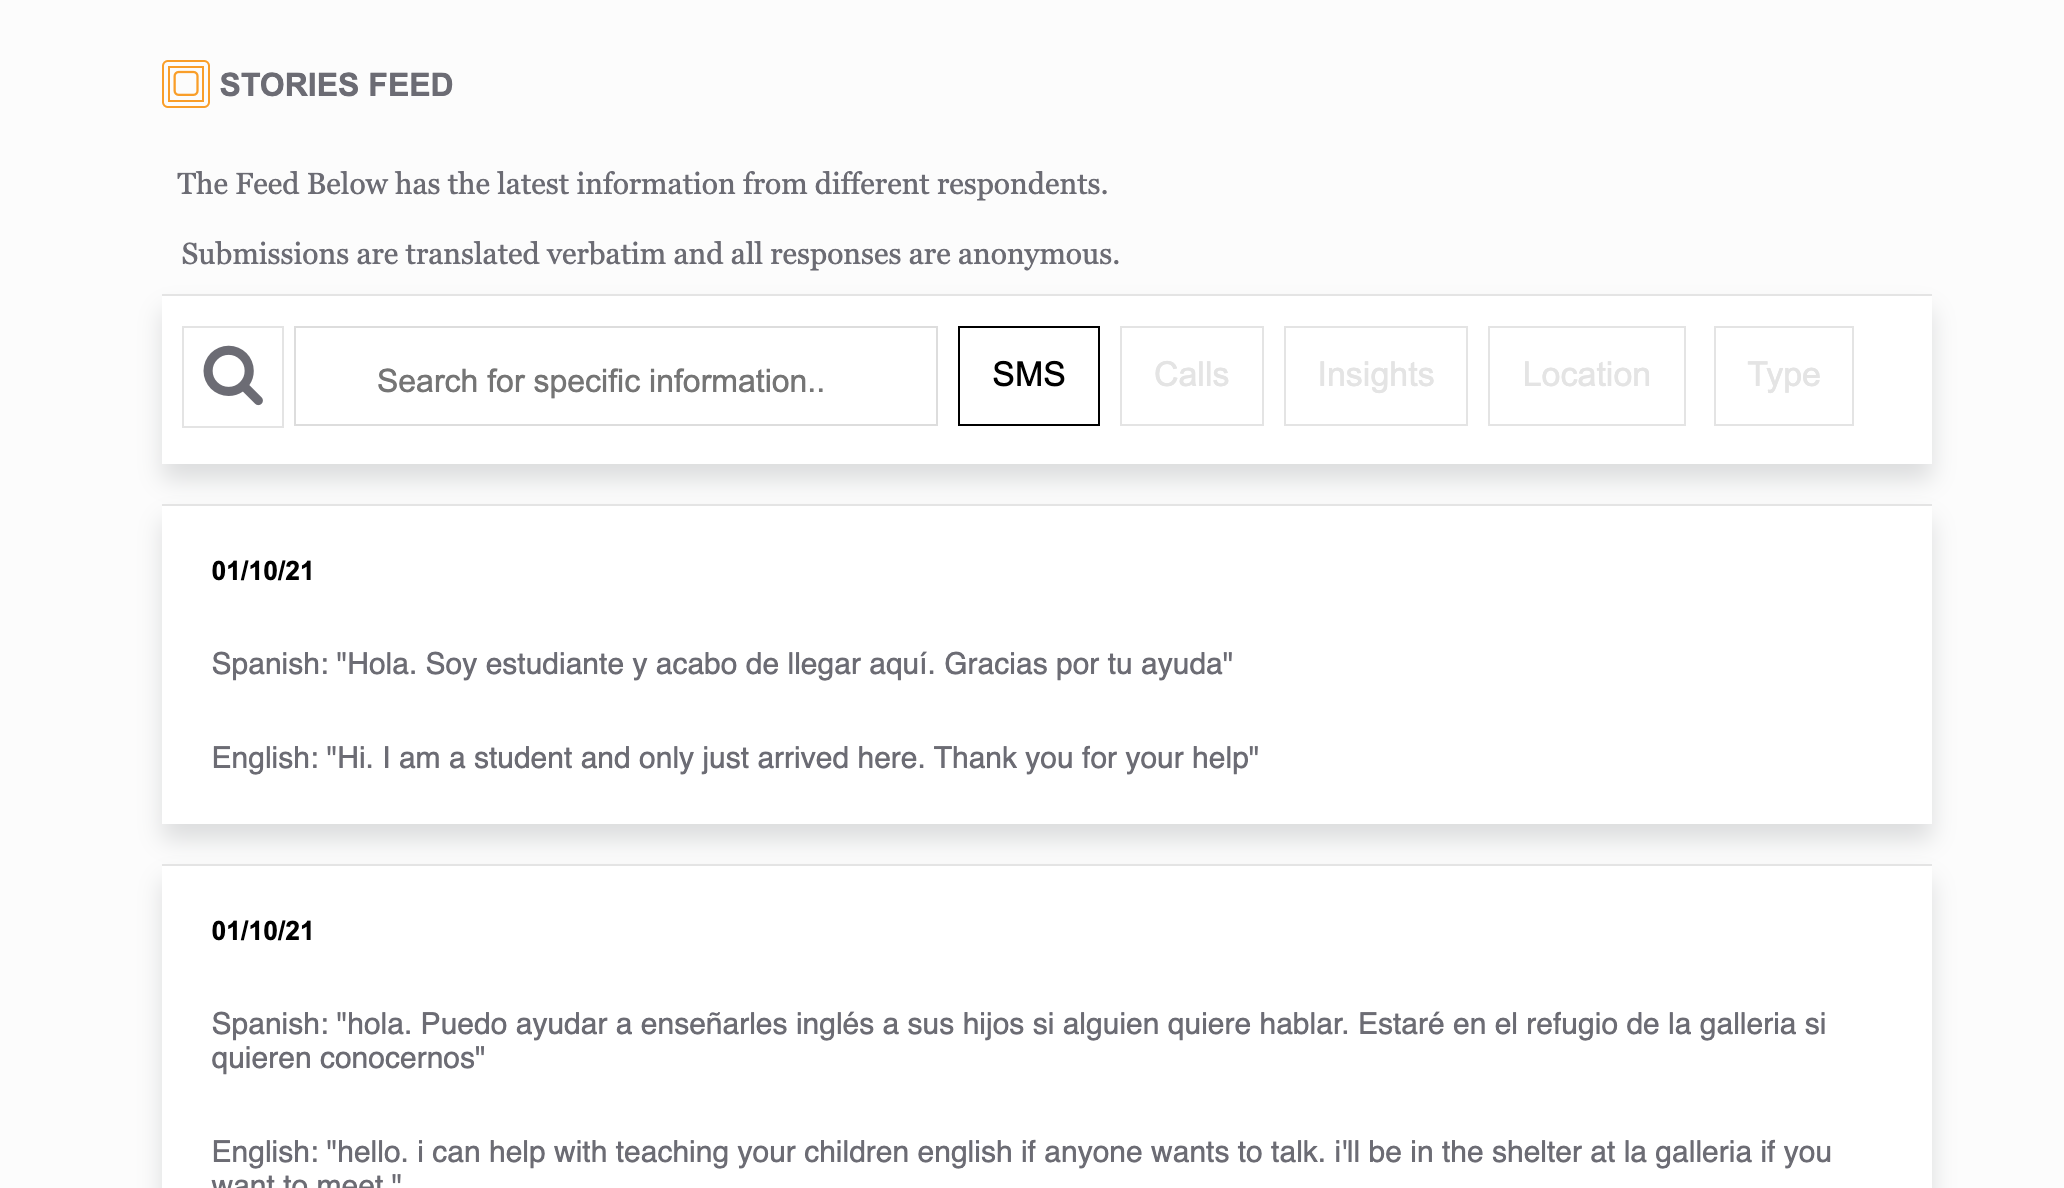 STORIES FEED
The Feed Below has the latest information from different respondents.
Submissions are translated verbatim and all responses are anonymous.
Search for specific information..
SMS
Calls
Insights
Location
Type
01/10/21
Spanish: "Hola. Soy estudiante y acabo de llegar aquí. Gracias por tu ayuda"
English: "Hi. I am a student and only just arrived here. Thank you for your help"
01/10/21
Spanish: "hola. Puedo ayudar a enseñarles inglés a sus hijos si alguien quiere hablar. Estaré en el refugio de la galleria si
quieren conocernos"
English: "hello. i can help with teaching your children english if anyone wants to talk. i'll be in the shelter at la galleria if you
want to meet."